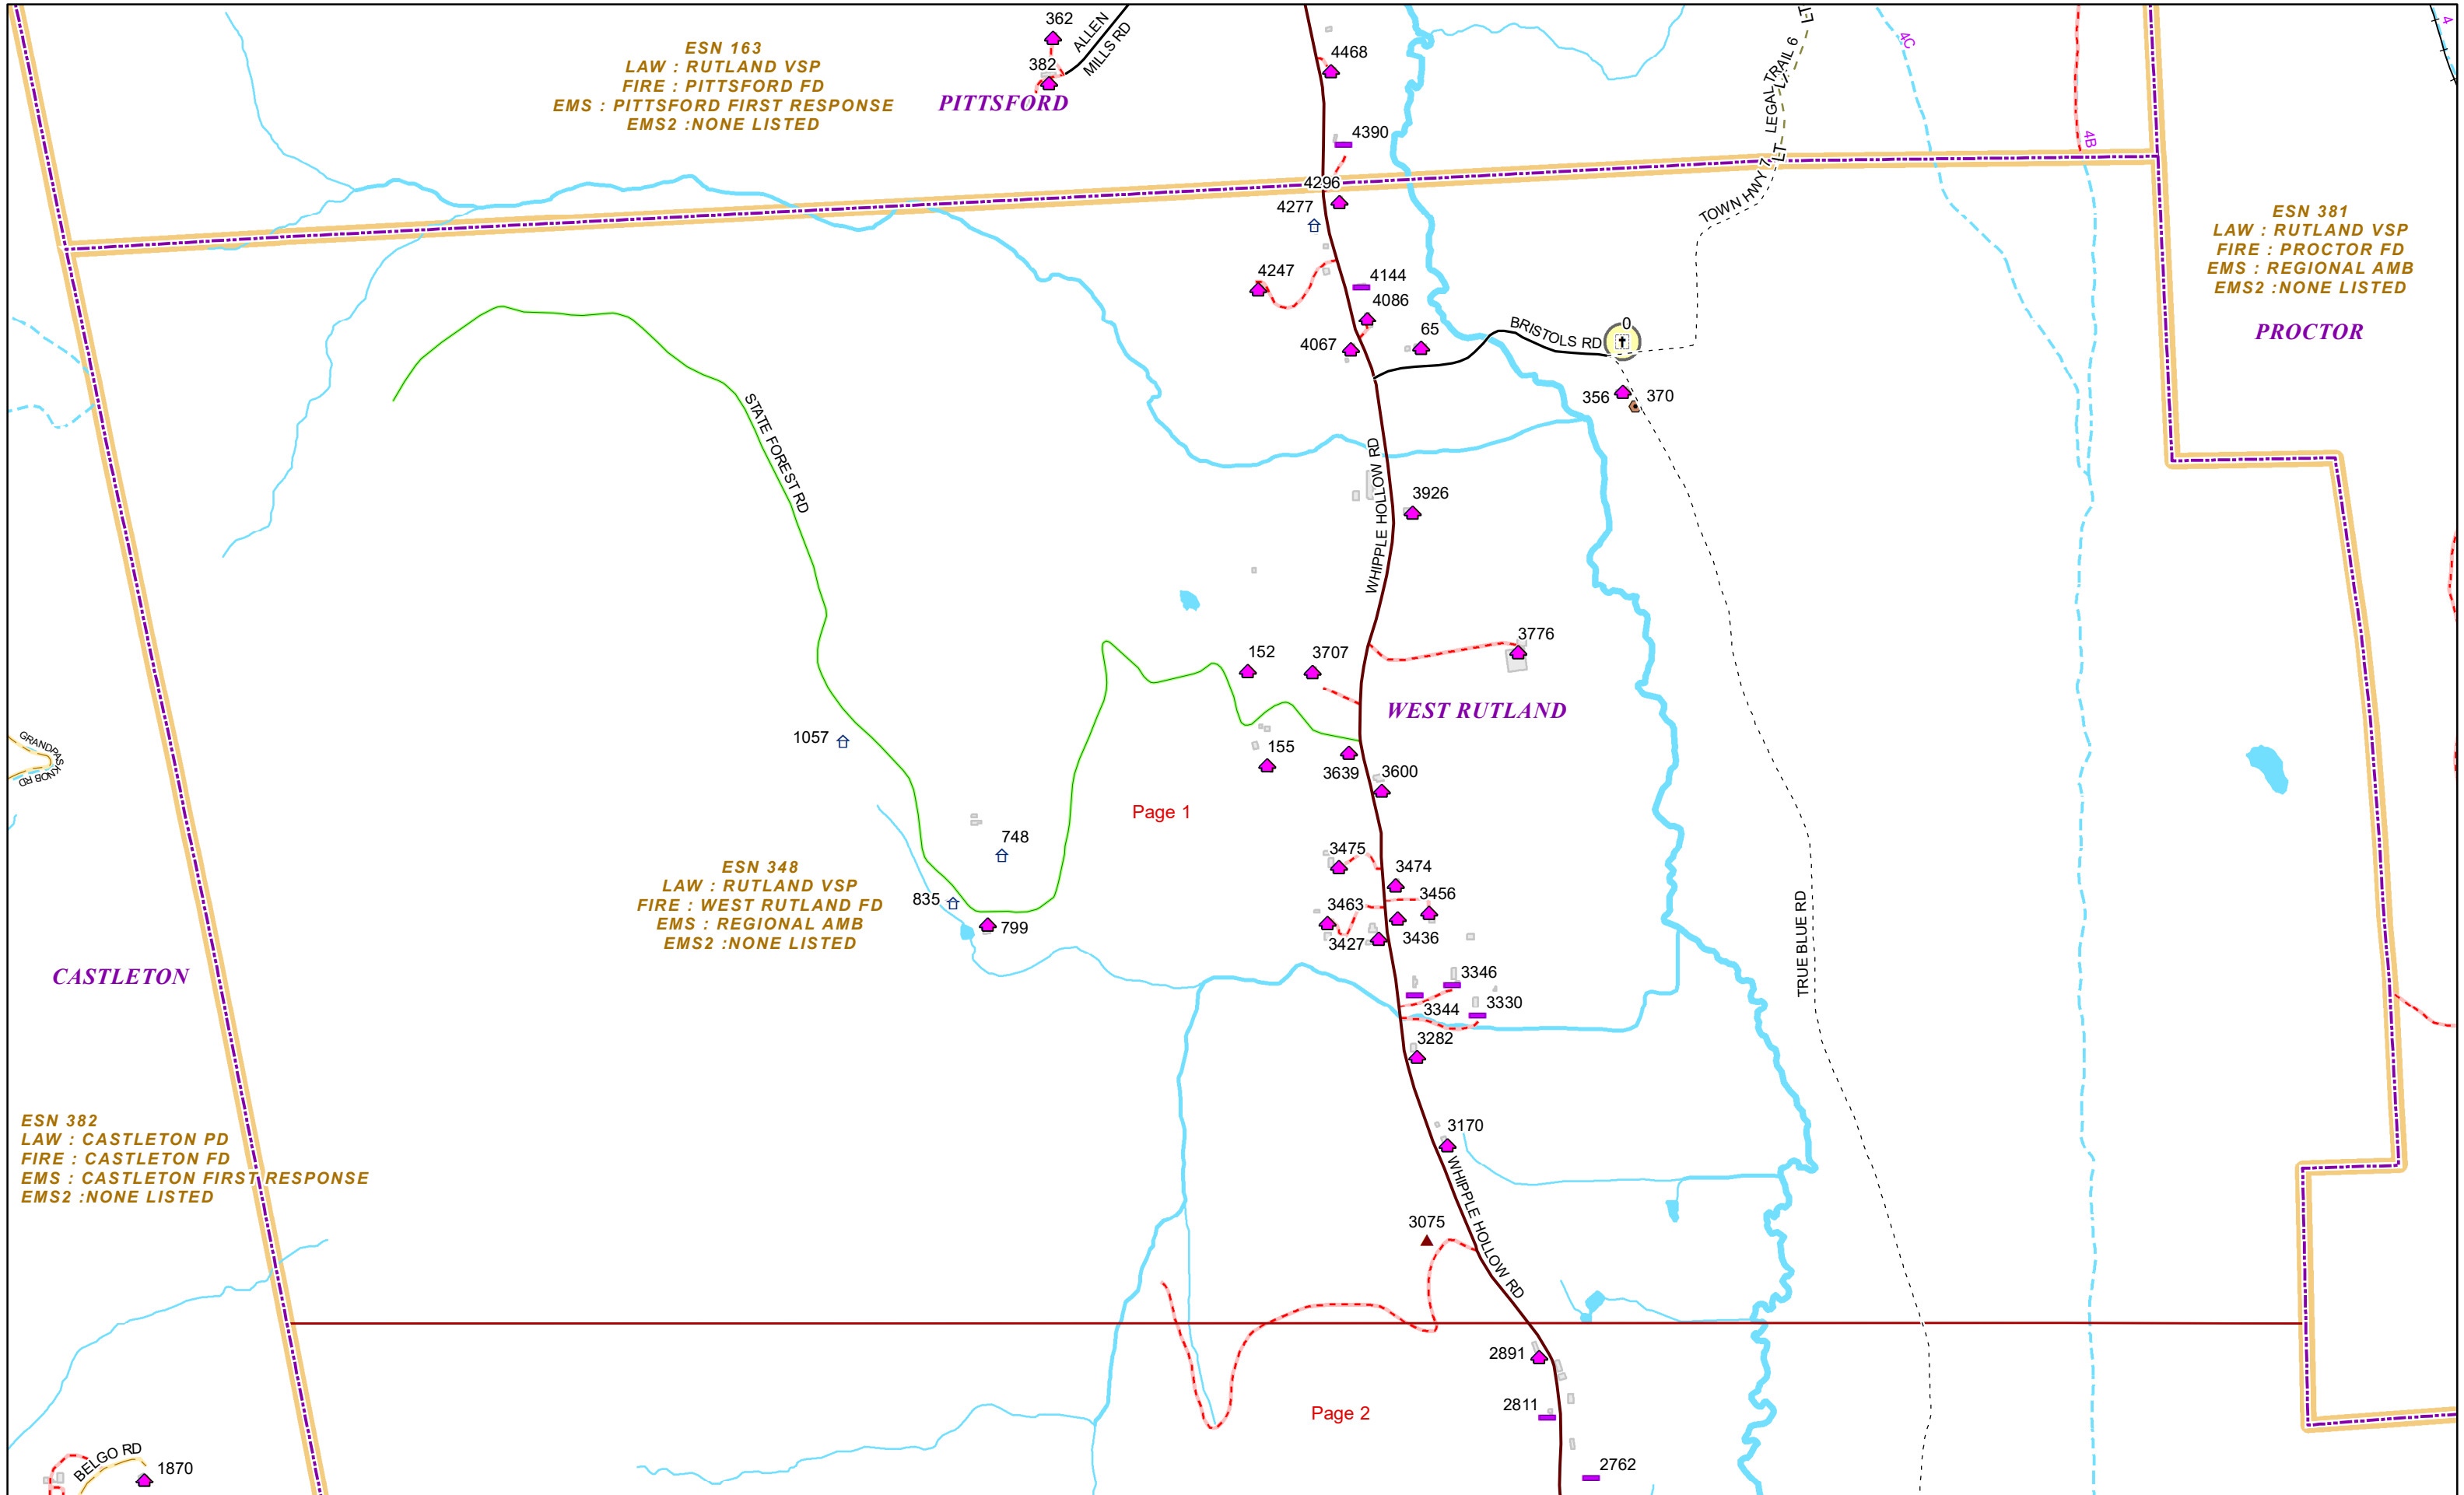 362
ALLEN
MILLS RD
382
ESN 163
LAW : RUTLAND VSP
FIRE : PITTSFORD FD
EMS : PITTSFORD FIRST RESPONSE
EMS2 :NONE LISTED
PITTSFORD
4468
4390
4296
4277
4247
4144
4086
4067
65
BRISTOLS RD
0
356
370
TOWN HWY 7
LT
LEGAL TRAIL 6
LT
4C
4B
4
ESN 381
LAW : RUTLAND VSP
FIRE : PROCTOR FD
EMS : REGIONAL AMB
EMS2 :NONE LISTED
PROCTOR
STATE FOREST RD
WHIPPLE HOLLOW RD
3926
152
3707
3776
WEST RUTLAND
1057
155
3639
3600
GRANDPAS
KNOB RD
Page 1
748
835
799
ESN 348
LAW : RUTLAND VSP
FIRE : WEST RUTLAND FD
EMS : REGIONAL AMB
EMS2 :NONE LISTED
3475
3474
3456
3463
3427
3436
3346
3344
3330
3282
TRUE BLUE RD
CASTLETON
ESN 382
LAW : CASTLETON PD
FIRE : CASTLETON FD
EMS : CASTLETON FIRST RESPONSE
EMS2 :NONE LISTED
3170
WHIPPLE HOLLOW RD
3075
2891
2811
Page 2
2762
BELGO RD
1870